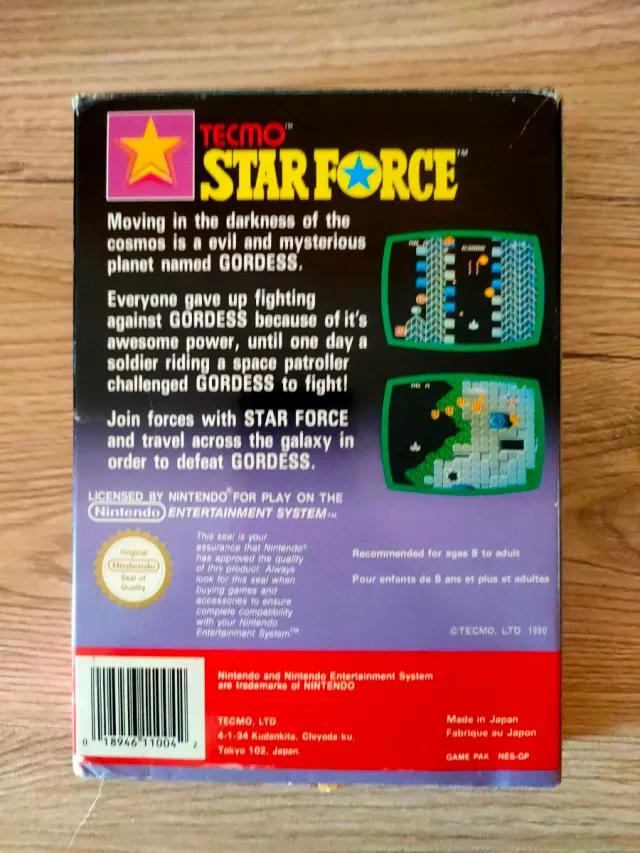 TECMO™
STAR FORCE™
Moving in the darkness of the
cosmos is a evil and mysterious
planet named GORDESS.
Everyone gave up fighting
against GORDESS because of it's
awesome power, until one day a
soldier riding a space patroller
challenged GORDESS to fight!
Join forces with STAR FORCE
and travel across the galaxy in
order to defeat GORDESS.
LICENSED BY NINTENDO® FOR PLAY ON THE
Nintendo ENTERTAINMENT SYSTEM™
Original
Nintendo
Seal of
Quality
This seal is your
assurance that Nintendo®
has approved the quality
of this product. Always
look for this seal when
buying games and
accessories to ensure
complete compatibility
with your Nintendo
Entertainment System™
Recommended for ages 8 to adult
Pour enfants de 8 ans et plus et adultes
©TECMO, LTD 1990
Nintendo and Nintendo Entertainment System
are trademarks of NINTENDO
TECMO, LTD
4-1-34 Kudankita, Chiyoda-ku,
Tokyo 102, Japan.
Made in Japan
Fabriqué au Japon
GAME PAK NES-GP
0 18946 11004 2